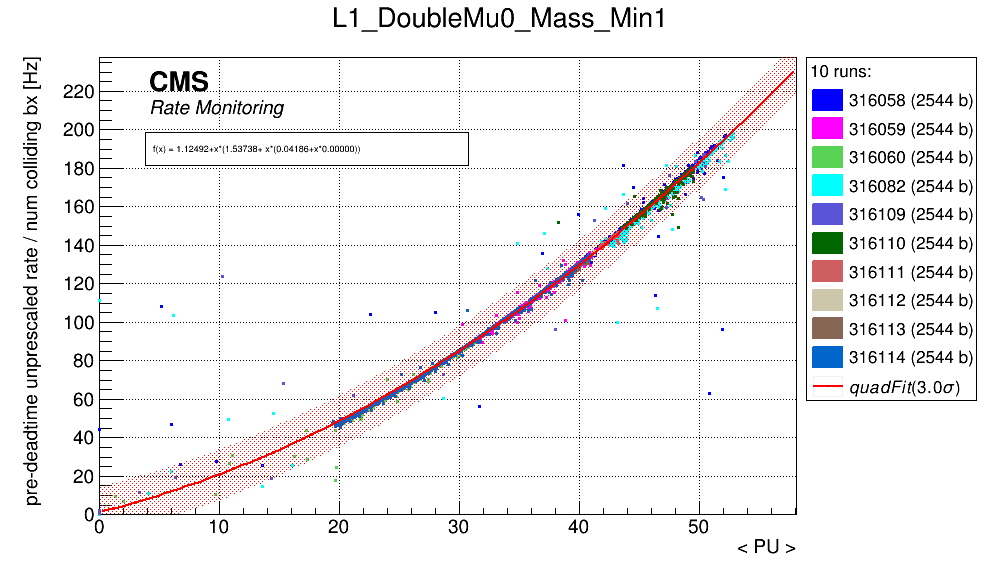 L1_DoubleMu0_Mass_Min1
pre-deadtime unprescaled rate / num colliding bx [Hz]
CMS
Rate Monitoring
f(x) = 1.12492+x*(1.53738+ x*(0.04186+x*0.00000))
220
200
180
160
140
120
100
80
60
40
20
0
0 10 20 30 40 50
< PU >
10 runs:
316058 (2544 b)
316059 (2544 b)
316060 (2544 b)
316082 (2544 b)
316109 (2544 b)
316110 (2544 b)
316111 (2544 b)
316112 (2544 b)
316113 (2544 b)
316114 (2544 b)
quadFit(3.0σ)